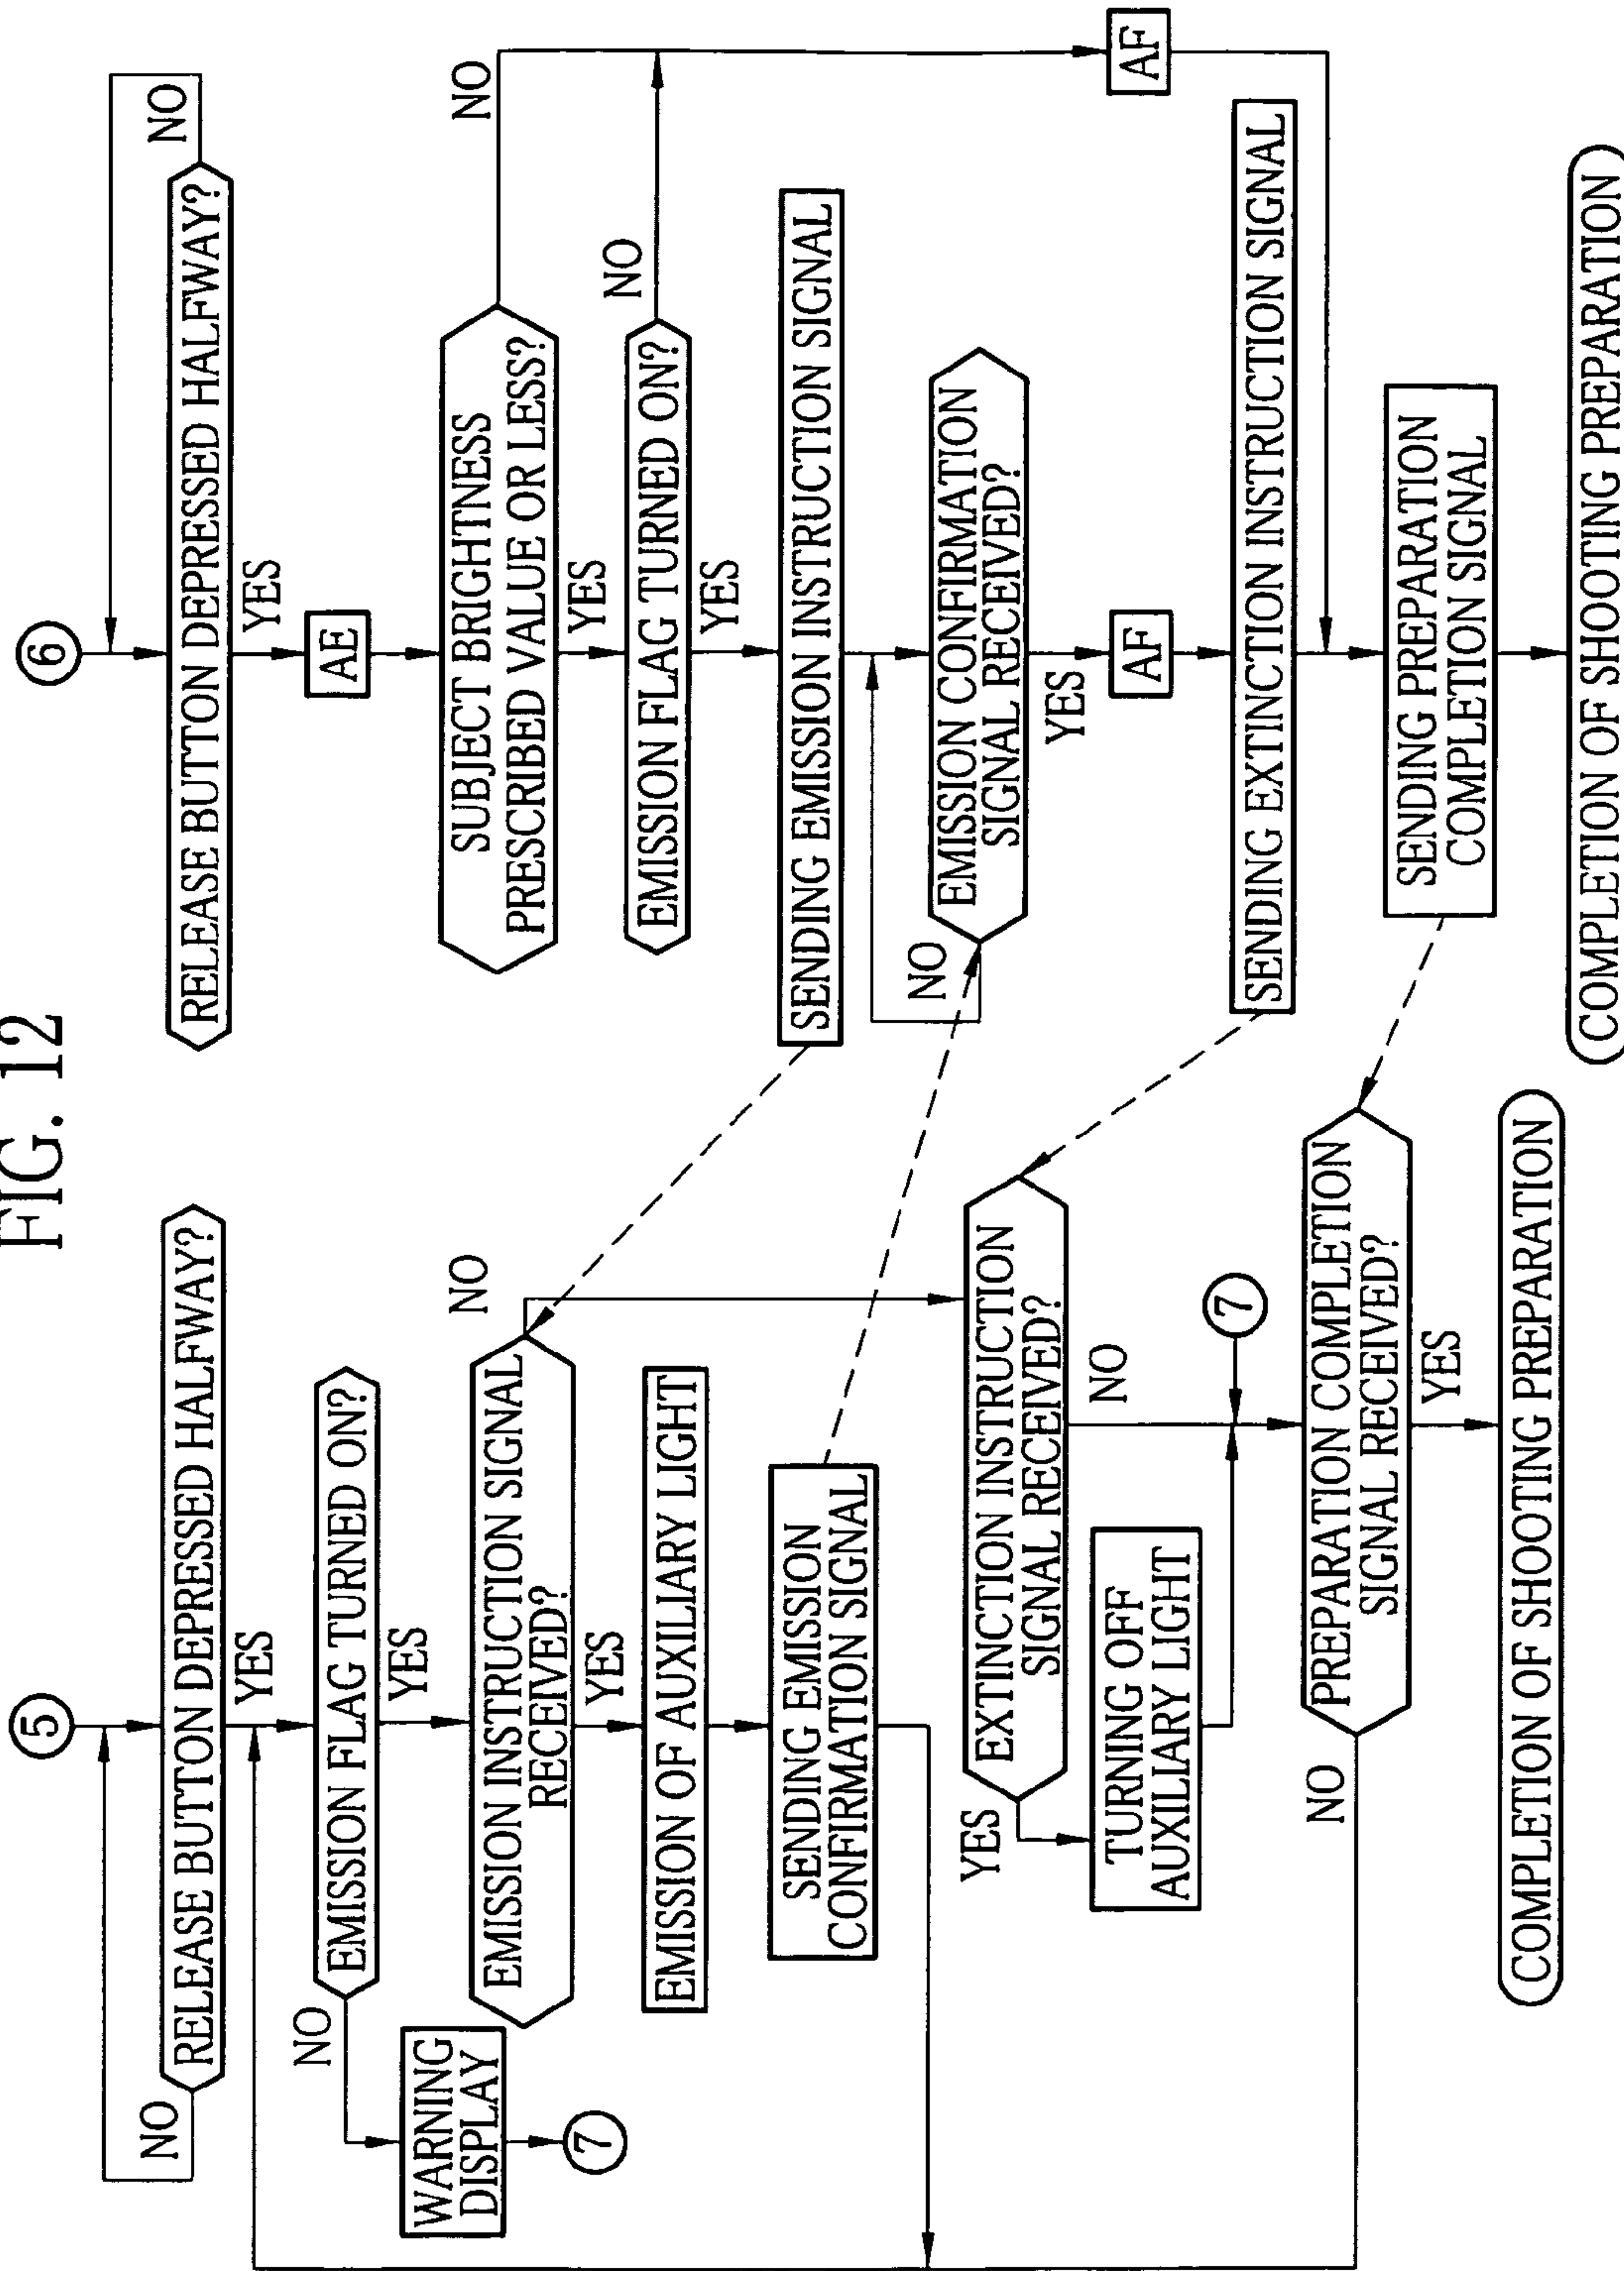 FIG. 12
5
RELEASE BUTTON DEPRESSED HALFWAY?
NO
YES
EMISSION FLAG TURNED ON?
NO
YES
WARNING
DISPLAY
7
EMISSION INSTRUCTION SIGNAL
RECEIVED?
NO
YES
EMISSION OF AUXILIARY LIGHT
SENDING EMISSION
CONFIRMATION SIGNAL
EXTINCTION INSTRUCTION
SIGNAL RECEIVED?
YES
NO
TURNING OFF
AUXILIARY LIGHT
7
PREPARATION COMPLETION
SIGNAL RECEIVED?
NO
YES
COMPLETION OF SHOOTING PREPARATION
6
RELEASE BUTTON DEPRESSED HALFWAY?
NO
YES
AE
SUBJECT BRIGHTNESS
PRESCRIBED VALUE OR LESS?
NO
YES
EMISSION FLAG TURNED ON?
NO
YES
SENDING EMISSION INSTRUCTION SIGNAL
EMISSION CONFIRMATION
SIGNAL RECEIVED?
NO
YES
AF
AF
SENDING EXTINCTION INSTRUCTION SIGNAL
SENDING PREPARATION
COMPLETION SIGNAL
COMPLETION OF SHOOTING PREPARATION